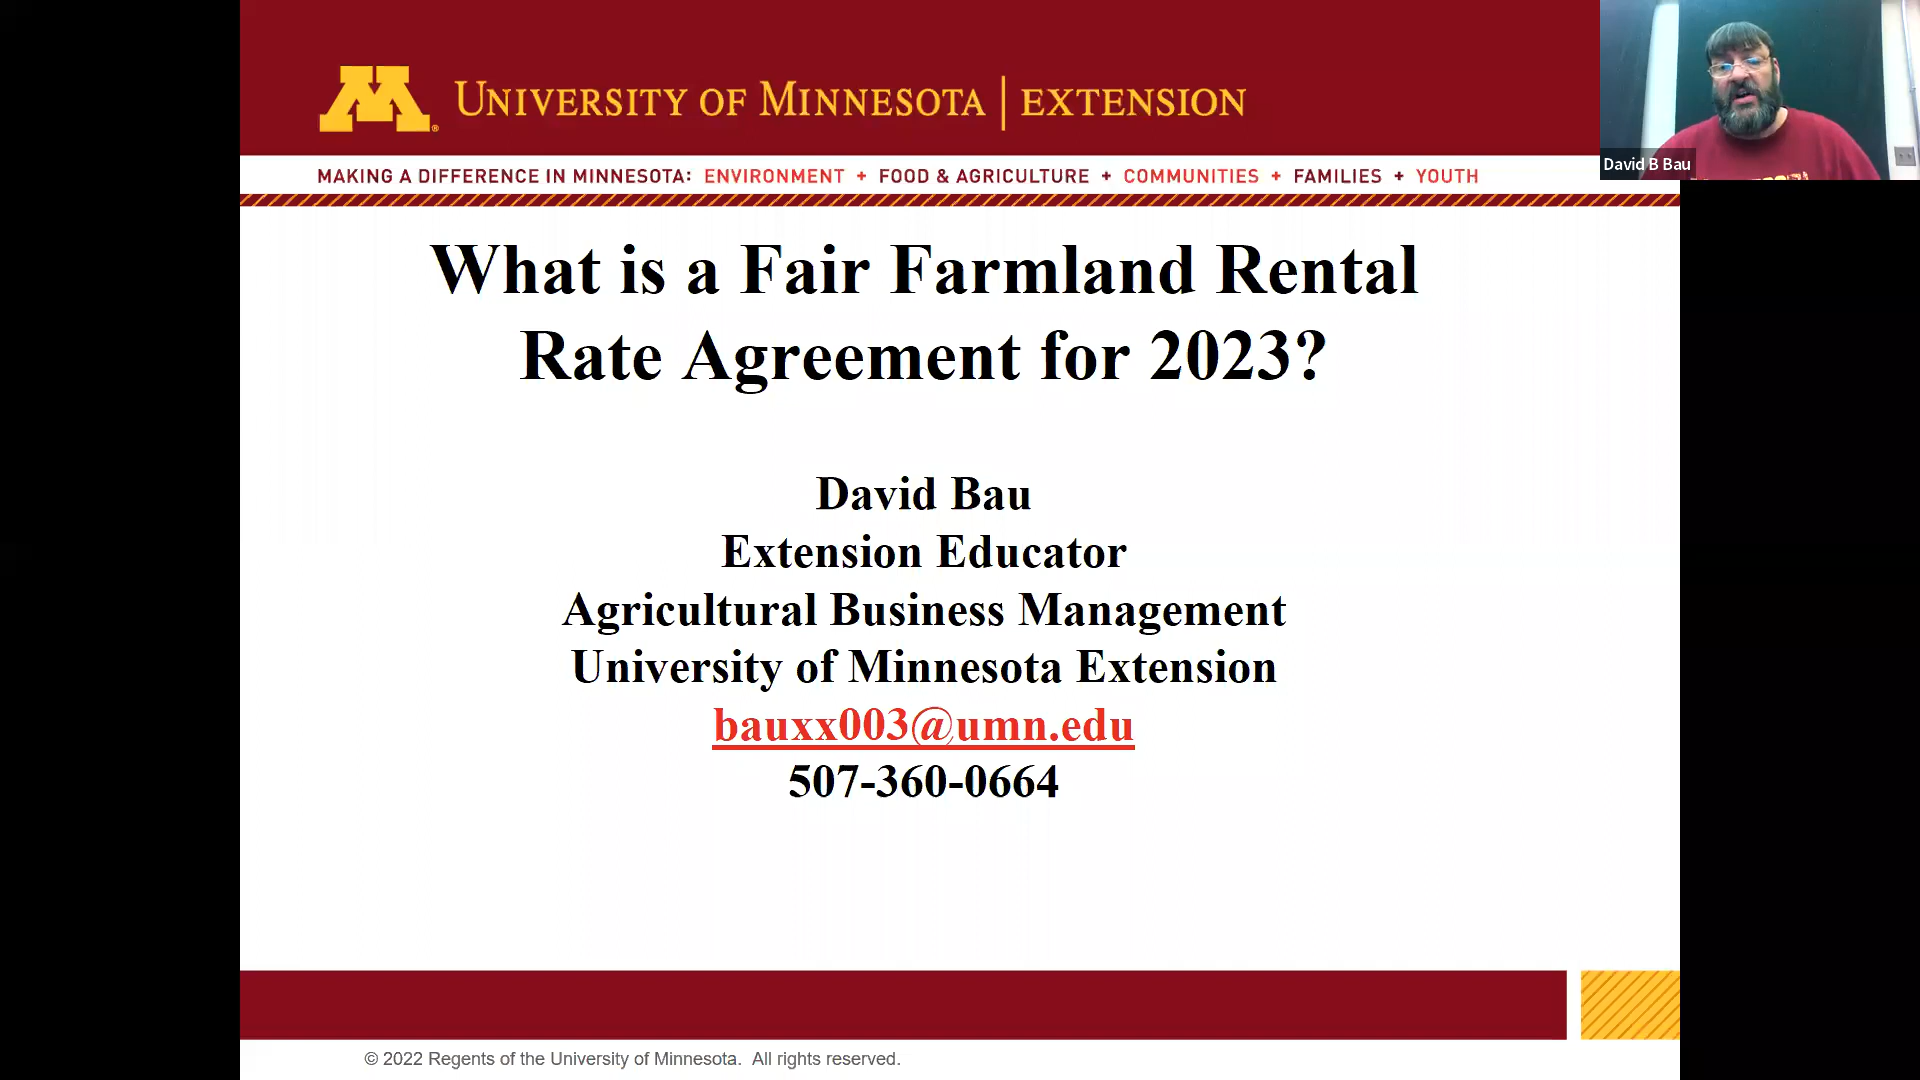 M®
UNIVERSITY OF MINNESOTA | EXTENSION
David B Bau
MAKING A DIFFERENCE IN MINNESOTA: ENVIRONMENT + FOOD & AGRICULTURE + COMMUNITIES + FAMILIES + YOUTH
What is a Fair Farmland Rental
Rate Agreement for 2023?
David Bau
Extension Educator
Agricultural Business Management
University of Minnesota Extension
bauxx003@umn.edu
507-360-0664
© 2022 Regents of the University of Minnesota. All rights reserved.